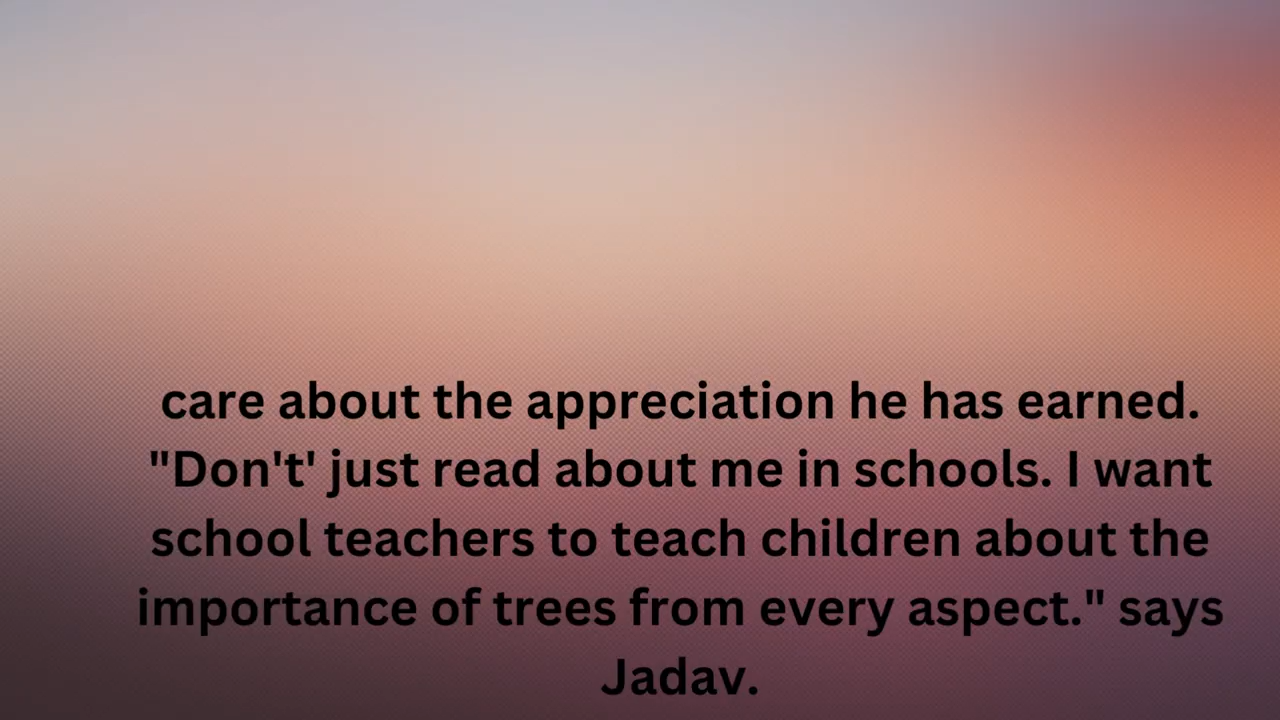 care about the appreciation he has earned.
"Don't' just read about me in schools. I want
school teachers to teach children about the
importance of trees from every aspect." says
Jadav.